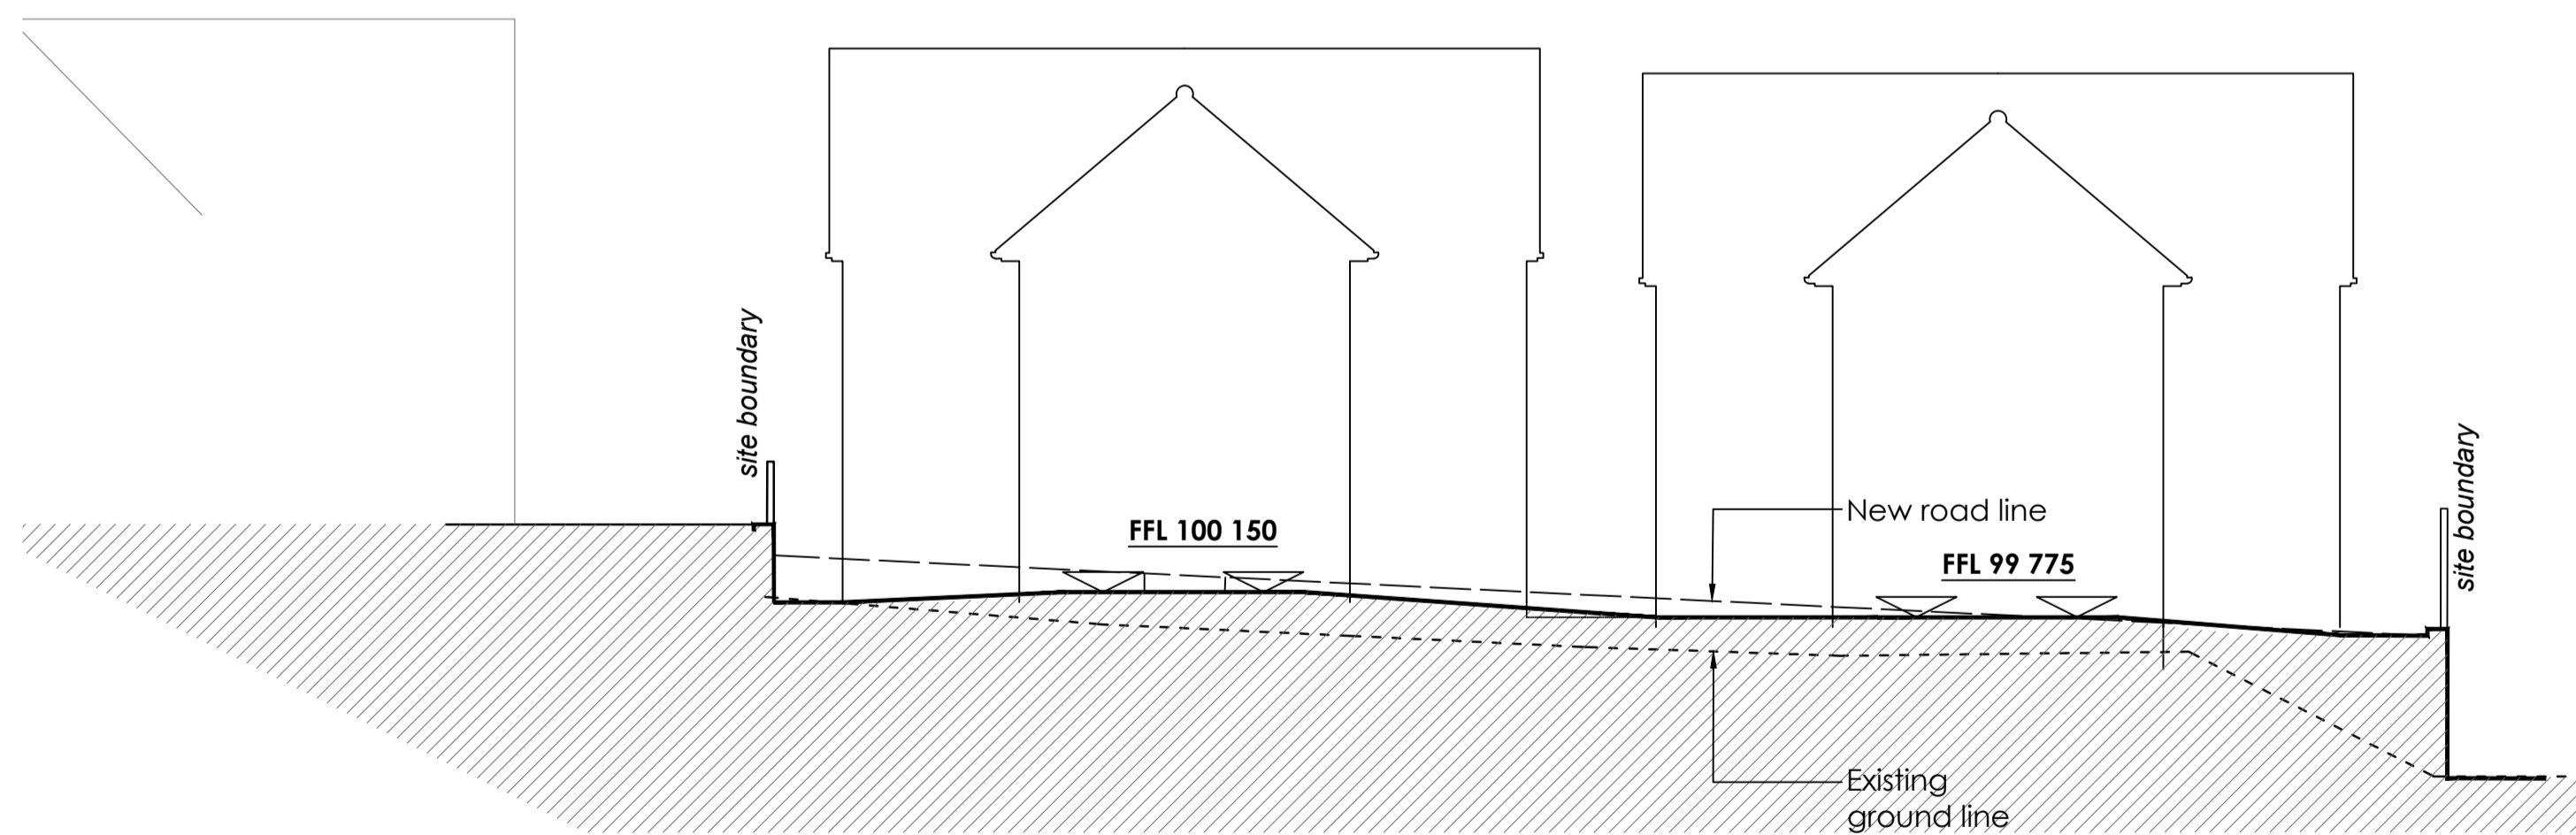 site boundary
FFL 100 150
New road line
FFL 99 775
site boundary
Existing
ground line